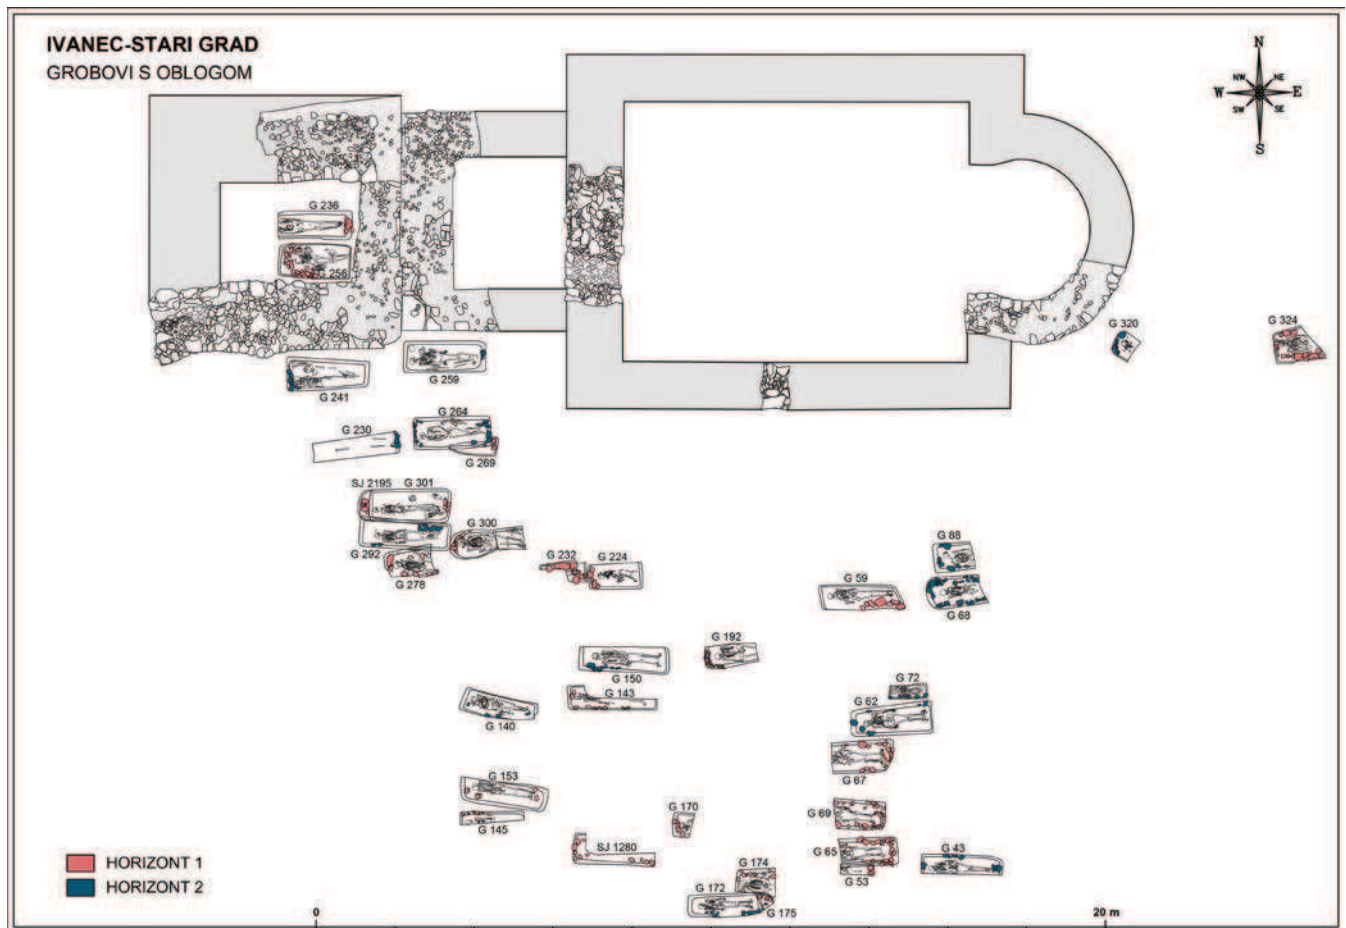 IVANEC-STARI GRAD
GROBOVI S OBLOGOM
N
NW NE
W E
SW SE
S
G 236
G 256
G 320
G 324
G 259
G 241
G 264
G 230
G 269
SJ 2195 G 301
G 300
G 292
G 278
G 232 G 224
G 88
G 59
G 68
G 192
G 150
G 72
G 143
G 62
G 140
G 67
G 153
G 170
G 69
G 145
SJ 1280
G 65
G 43
G 174
G 53
G 172
G 175
HORIZONT 1
HORIZONT 2
0 20 m